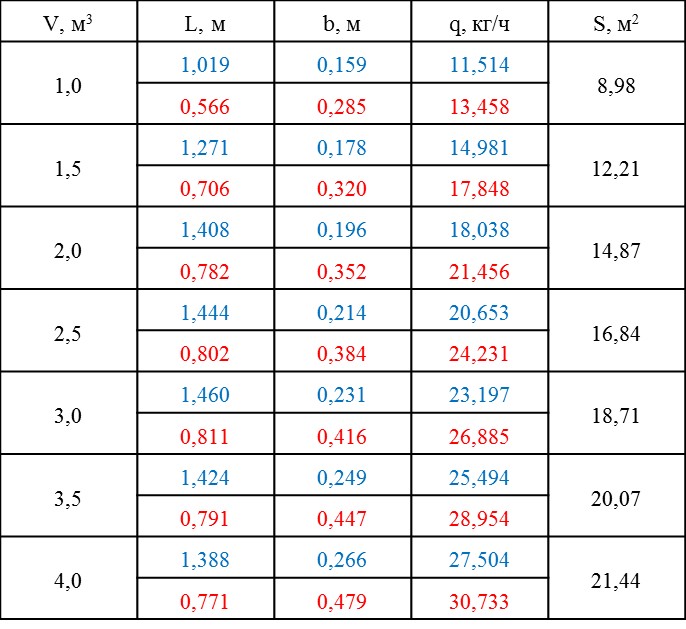 V, м³ L, м b, м q, кг/ч S, м²
1,0 1,019 0,159 11,514 8,98
0,566 0,285 13,458
1,5 1,271 0,178 14,981 12,21
0,706 0,320 17,848
2,0 1,408 0,196 18,038 14,87
0,782 0,352 21,456
2,5 1,444 0,214 20,653 16,84
0,802 0,384 24,231
3,0 1,460 0,231 23,197 18,71
0,811 0,416 26,885
3,5 1,424 0,249 25,494 20,07
0,791 0,447 28,954
4,0 1,388 0,266 27,504 21,44
0,771 0,479 30,733